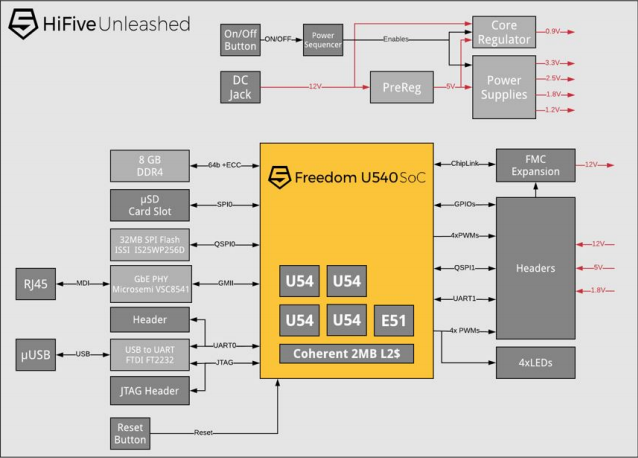 HiFive Unleashed
On/Off
Button
ON/OFF
Power
Sequencer
Enables
Core
Regulator
0.9V
DC
Jack
12V
PreReg
5V
Power
Supplies
3.3V
2.5V
1.8V
1.2V
8 GB
DDR4
64b +ECC
µSD
Card Slot
SPI0
32MB SPI Flash
ISSI IS25WP256D
QSPI0
RJ45
MDI
GbE PHY
Microsemi VSC8541
GMII
Header
UART0
µUSB
USB
USB to UART
FTDI FT2232
JTAG
JTAG Header
Reset
Button
Reset
Freedom U540 SoC
U54
U54
U54
U54
E51
Coherent 2MB L2$
ChipLink
FMC
Expansion
12V
GPIOs
4xPWMs
QSPI1
UART1
4x PWMs
Headers
12V
5V
1.8V
4xLEDs